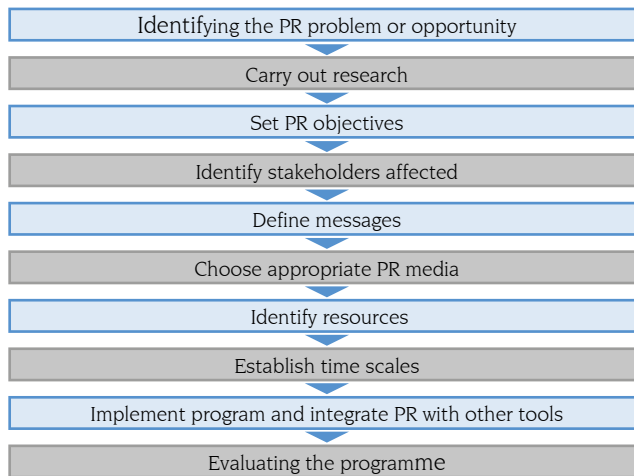 Identifying the PR problem or opportunity
Carry out research
Set PR objectives
Identify stakeholders affected
Define messages
Choose appropriate PR media
Identify resources
Establish time scales
Implement program and integrate PR with other tools
Evaluating the programme